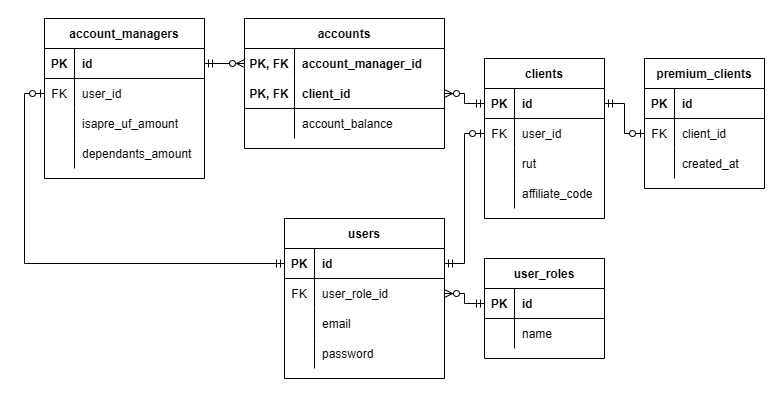 account_managers
PK id
FK user_id
isapre_uf_amount
dependants_amount
accounts
PK, FK account_manager_id
PK, FK client_id
account_balance
clients
PK id
FK user_id
rut
affiliate_code
premium_clients
PK id
FK client_id
created_at
users
PK id
FK user_role_id
email
password
user_roles
PK id
name